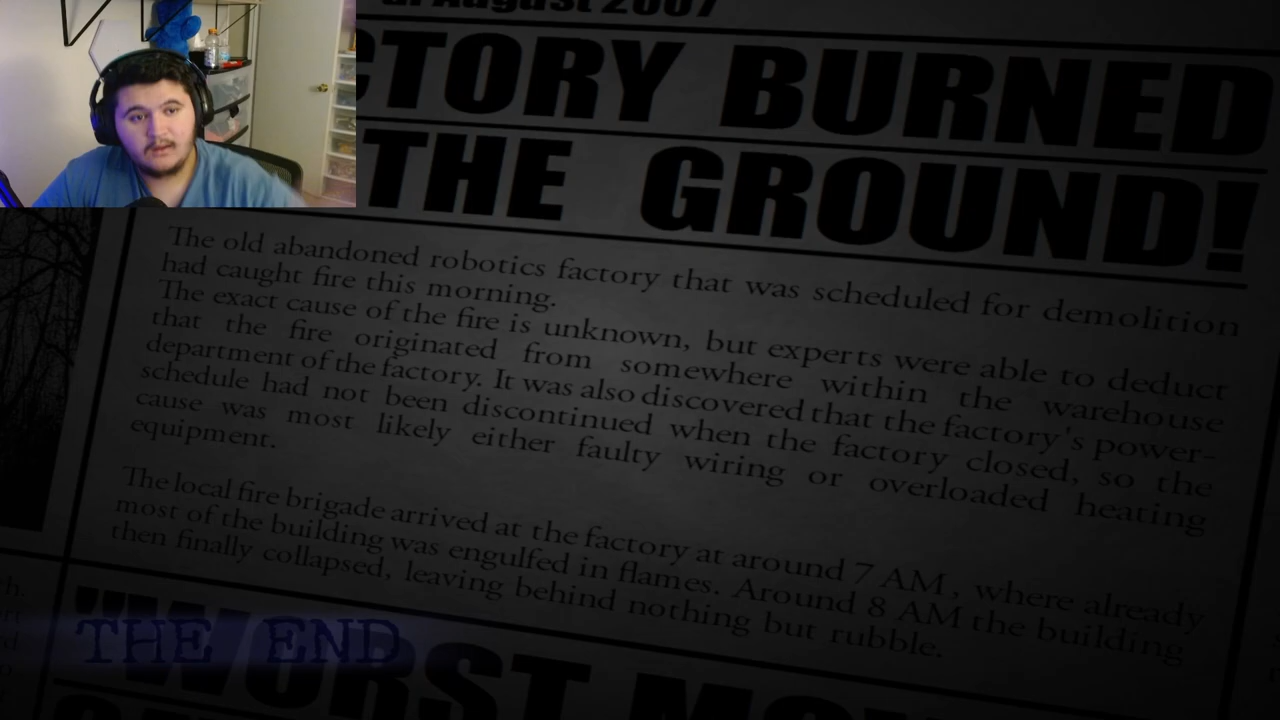 August 2007
CTORY BURNED
THE GROUND!
The old abandoned robotics factory that was scheduled for demolition
had caught fire this morning.
The exact cause of the fire is unknown, but experts were able to deduct
that the fire originated from somewhere within the warehouse
department of the factory. It was also discovered that the factory's power-
schedule had not been discontinued when the factory closed, so the
cause was most likely either faulty wiring or overloaded heating
equipment.
The local fire brigade arrived at the factory at around 7 AM, where already
most of the building was engulfed in flames. Around 8 AM the building
then finally collapsed, leaving behind nothing but rubble.
THE END
"WORST